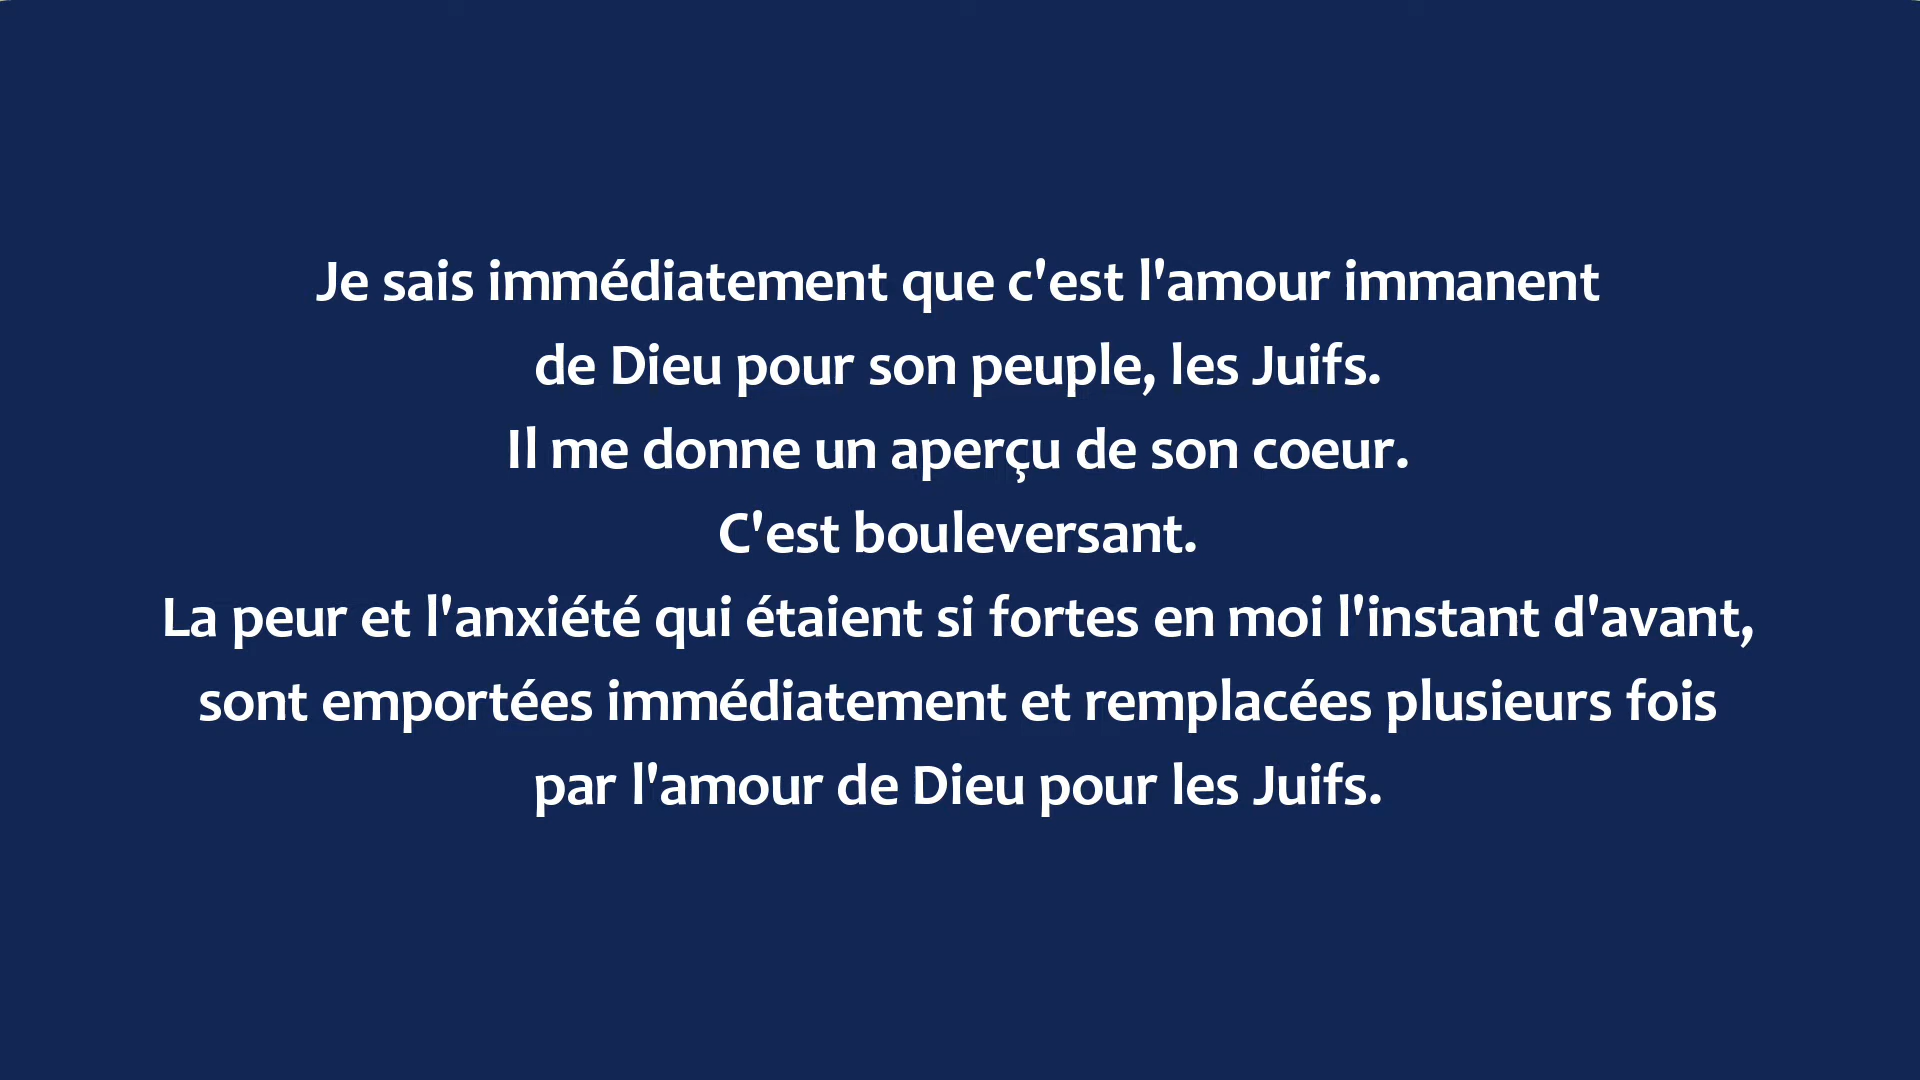 Je sais immédiatement que c'est l'amour immanent
de Dieu pour son peuple, les Juifs.
Il me donne un aperçu de son coeur.
C'est bouleversant.
La peur et l'anxiété qui étaient si fortes en moi l'instant d'avant,
sont emportées immédiatement et remplacées plusieurs fois
par l'amour de Dieu pour les Juifs.